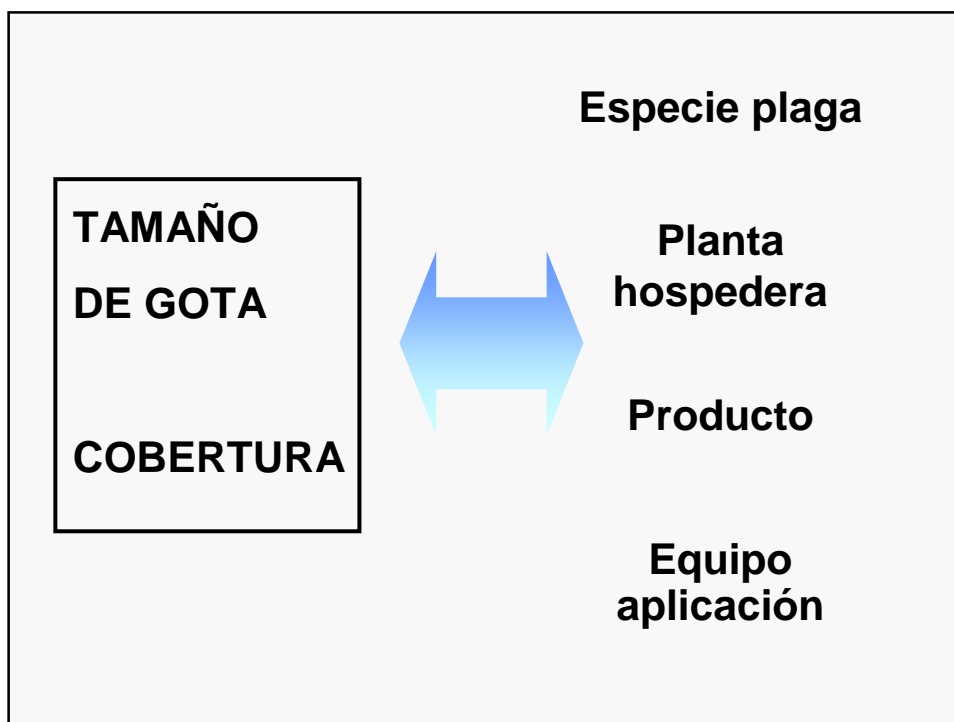 TAMAÑO
DE GOTA
COBERTURA
Especie plaga
Planta
hospedera
Producto
Equipo
aplicación